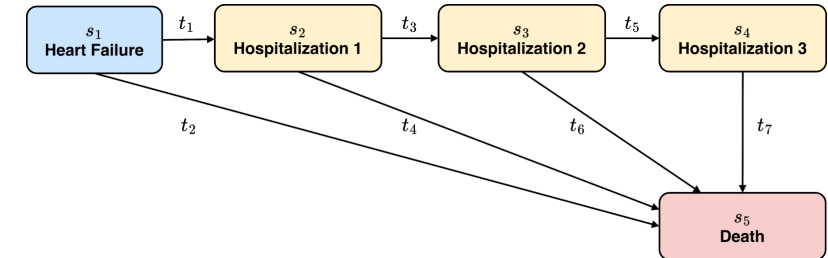 s₁
Heart Failure
t₁
s₂
Hospitalization 1
t₃
s₃
Hospitalization 2
t₅
s₄
Hospitalization 3
t₂
t₄
t₆
t₇
s₅
Death